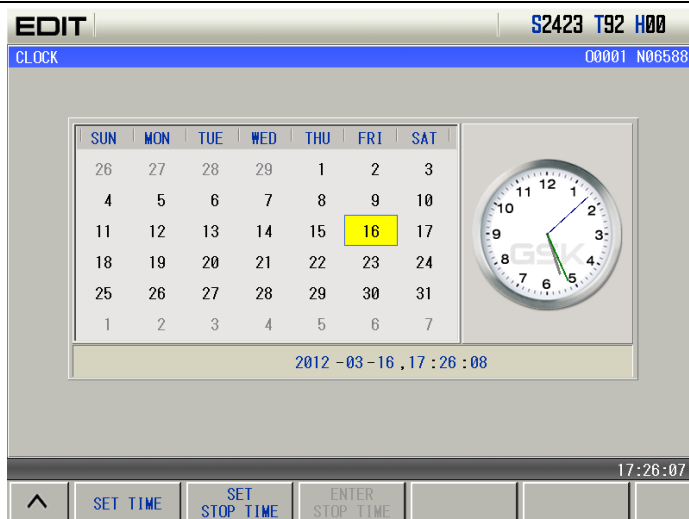 EDIT S2423 T92 H00
CLOCK O0001 N06588
SUN MON TUE WED THU FRI SAT
26 27 28 29 1 2 3
4 5 6 7 8 9 10
11 12 13 14 15 16 17
18 19 20 21 22 23 24
25 26 27 28 29 30 31
1 2 3 4 5 6 7
12
11 1
10 2
9 3
GSK
8 4
7 5
6
2012-03-16,17:26:08
17:26:07
SET TIME SET STOP TIME ENTER STOP TIME